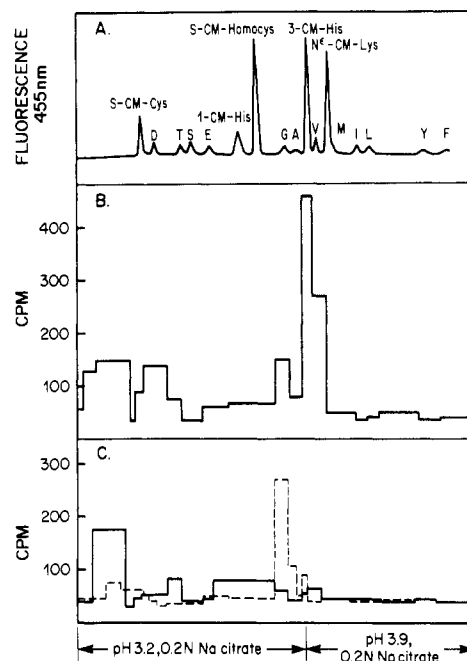 A.
S-CM-Homocys
3-CM-His
Nᵋ-CM-Lys
S-CM-Cys
1-CM-His
D
T
S
E
G
A
V
M
I
L
Y
F
FLUORESCENCE
455nm
B.
400
300
200
100
CPM
C.
300
200
100
CPM
pH 3.2, 0.2N Na citrate
pH 3.9,
0.2N Na citrate